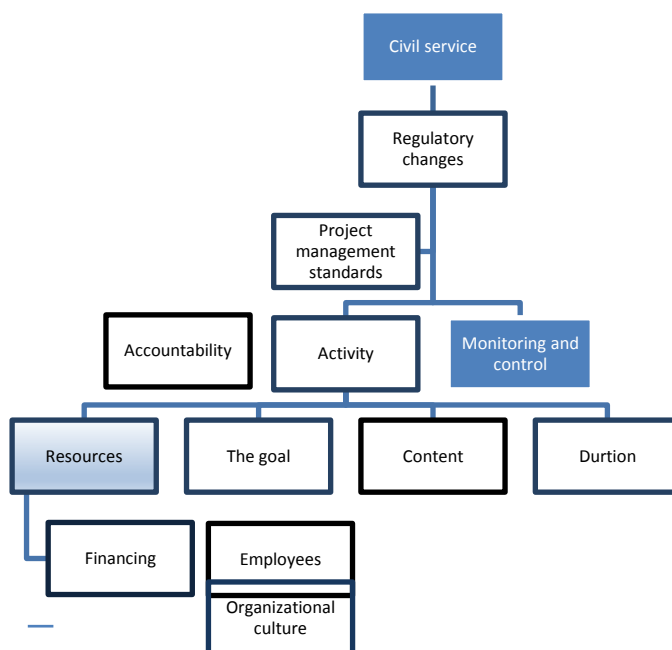 Civil service
Regulatory
changes
Project
management
standards
Accountability
Activity
Monitoring and
control
Resources
The goal
Content
Durtion
Financing
Employees
Organizational
culture